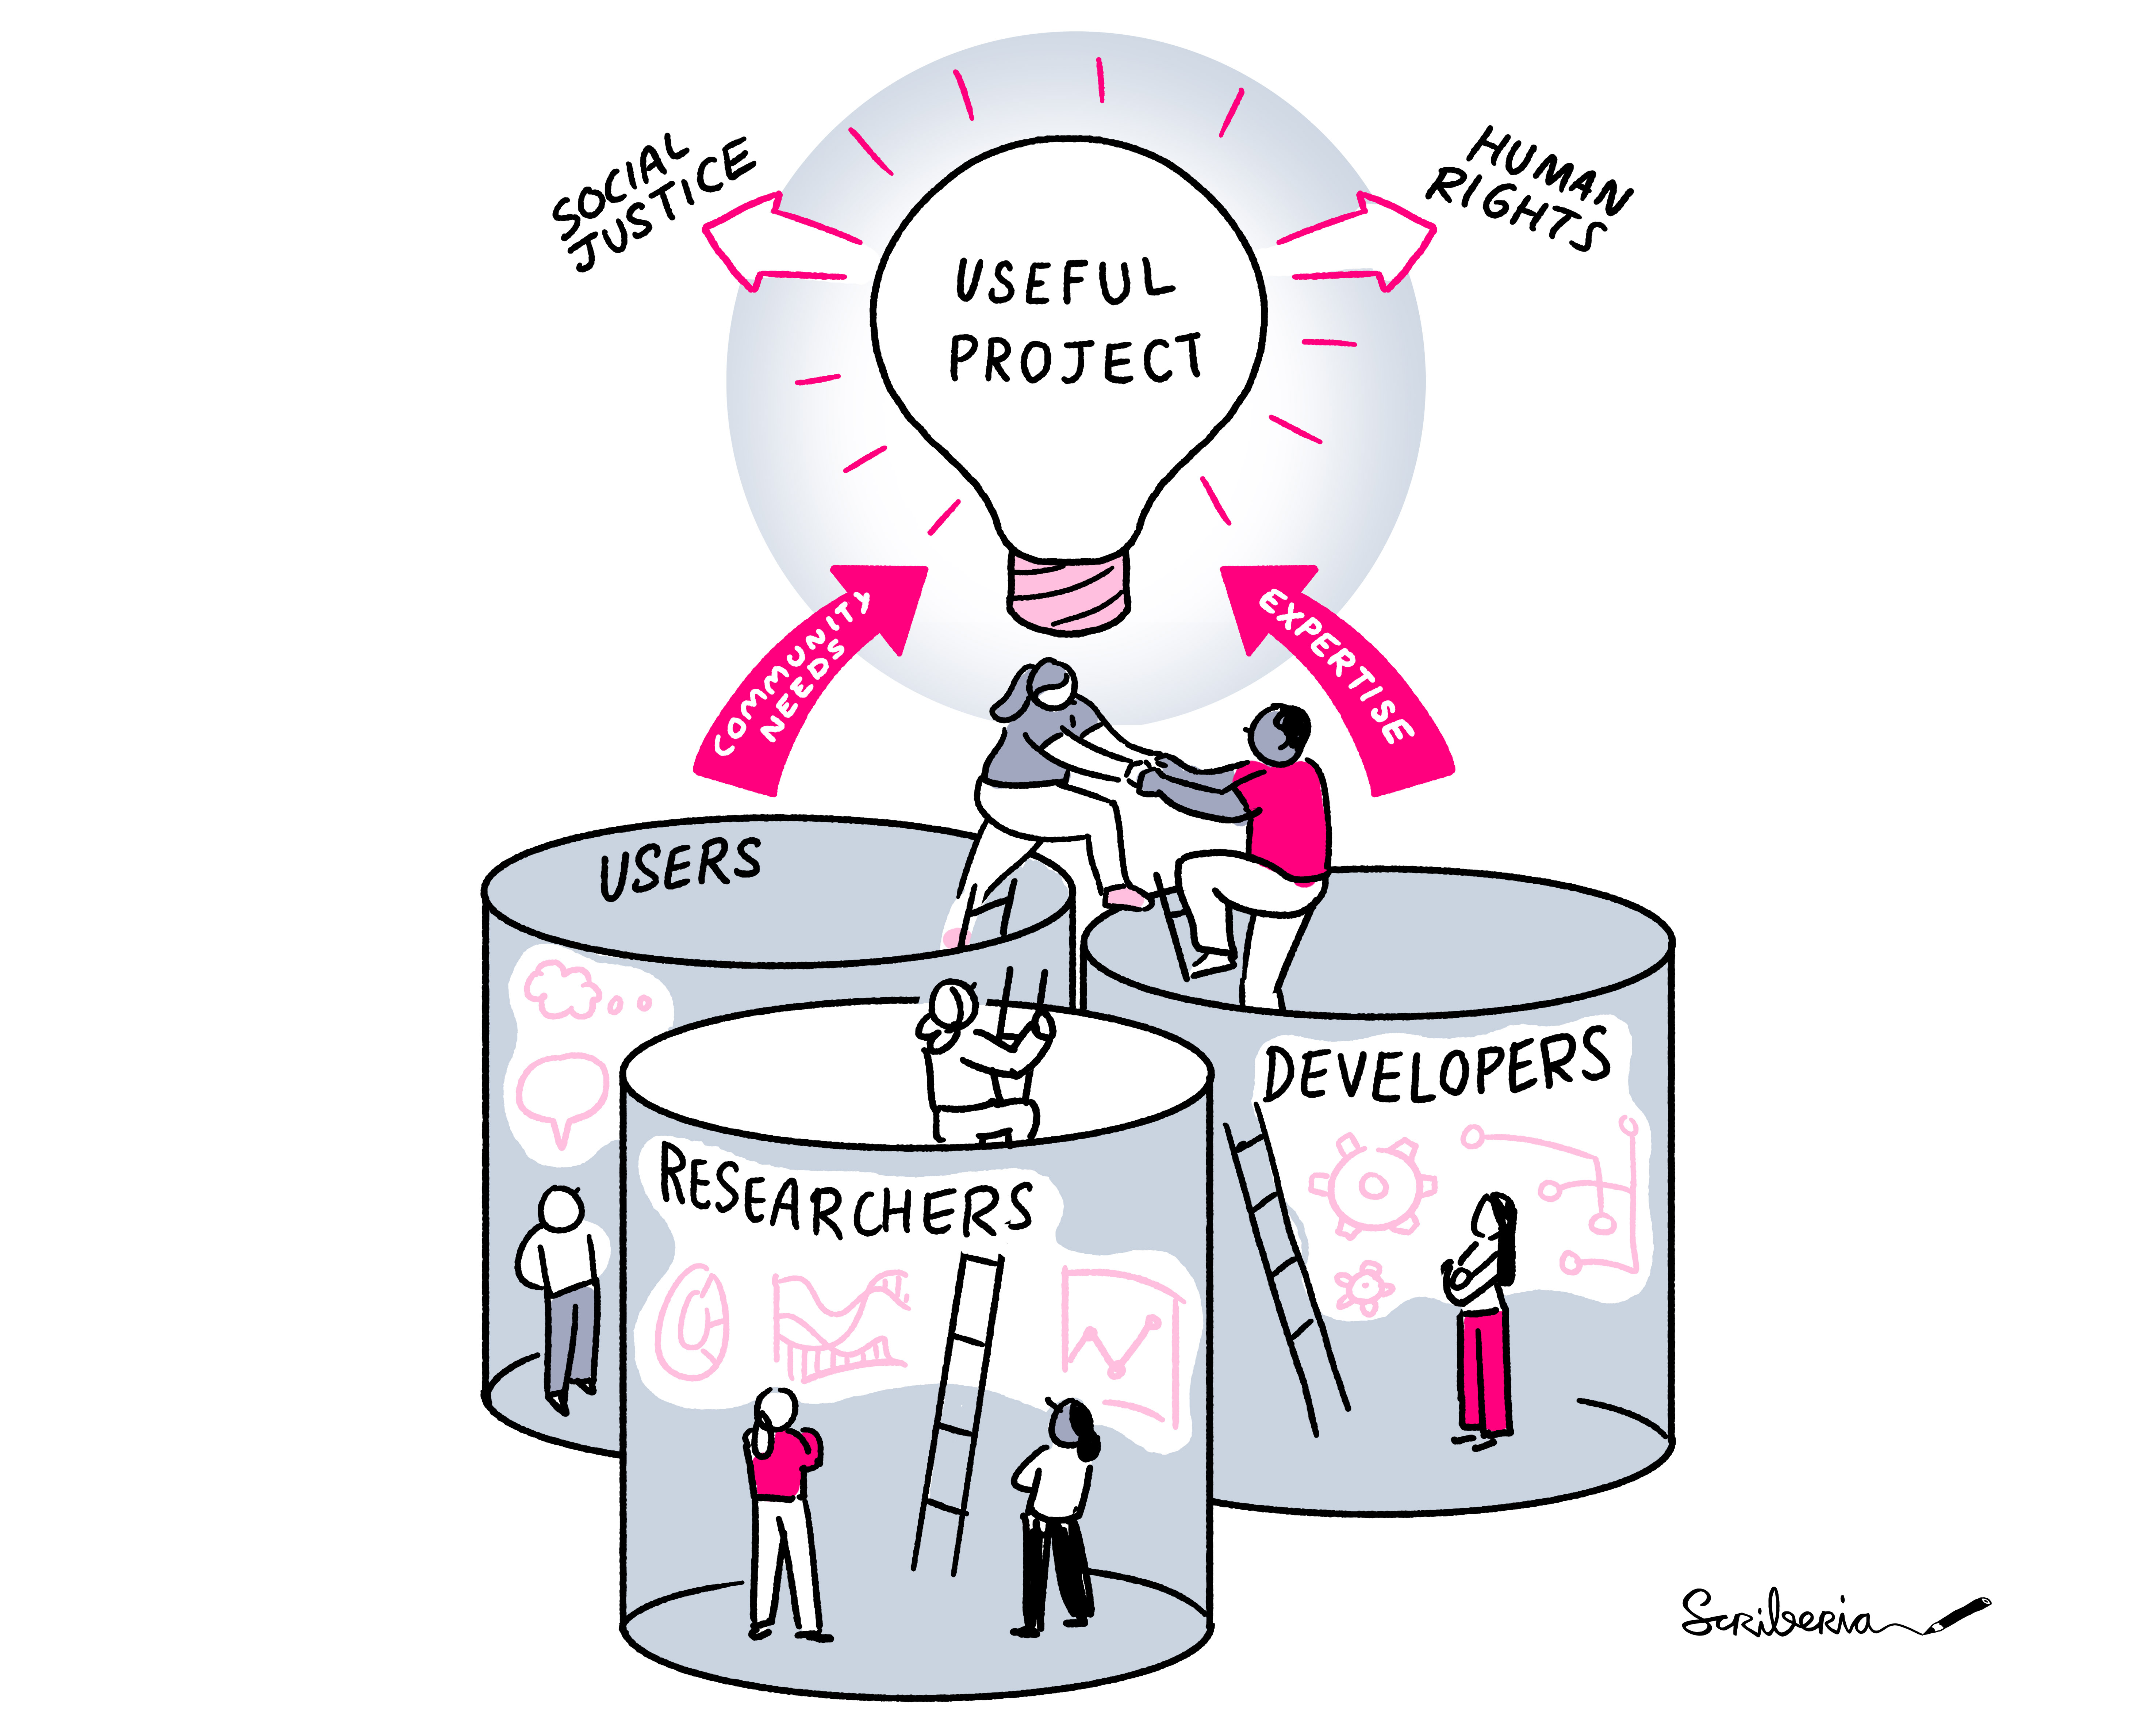 SOCIAL
JUSTICE
HUMAN
RIGHTS
USEFUL
PROJECT
COMMUNITY
NEEDS
EXPERTISE
USERS
DEVELOPERS
RESEARCHERS
Scriberia